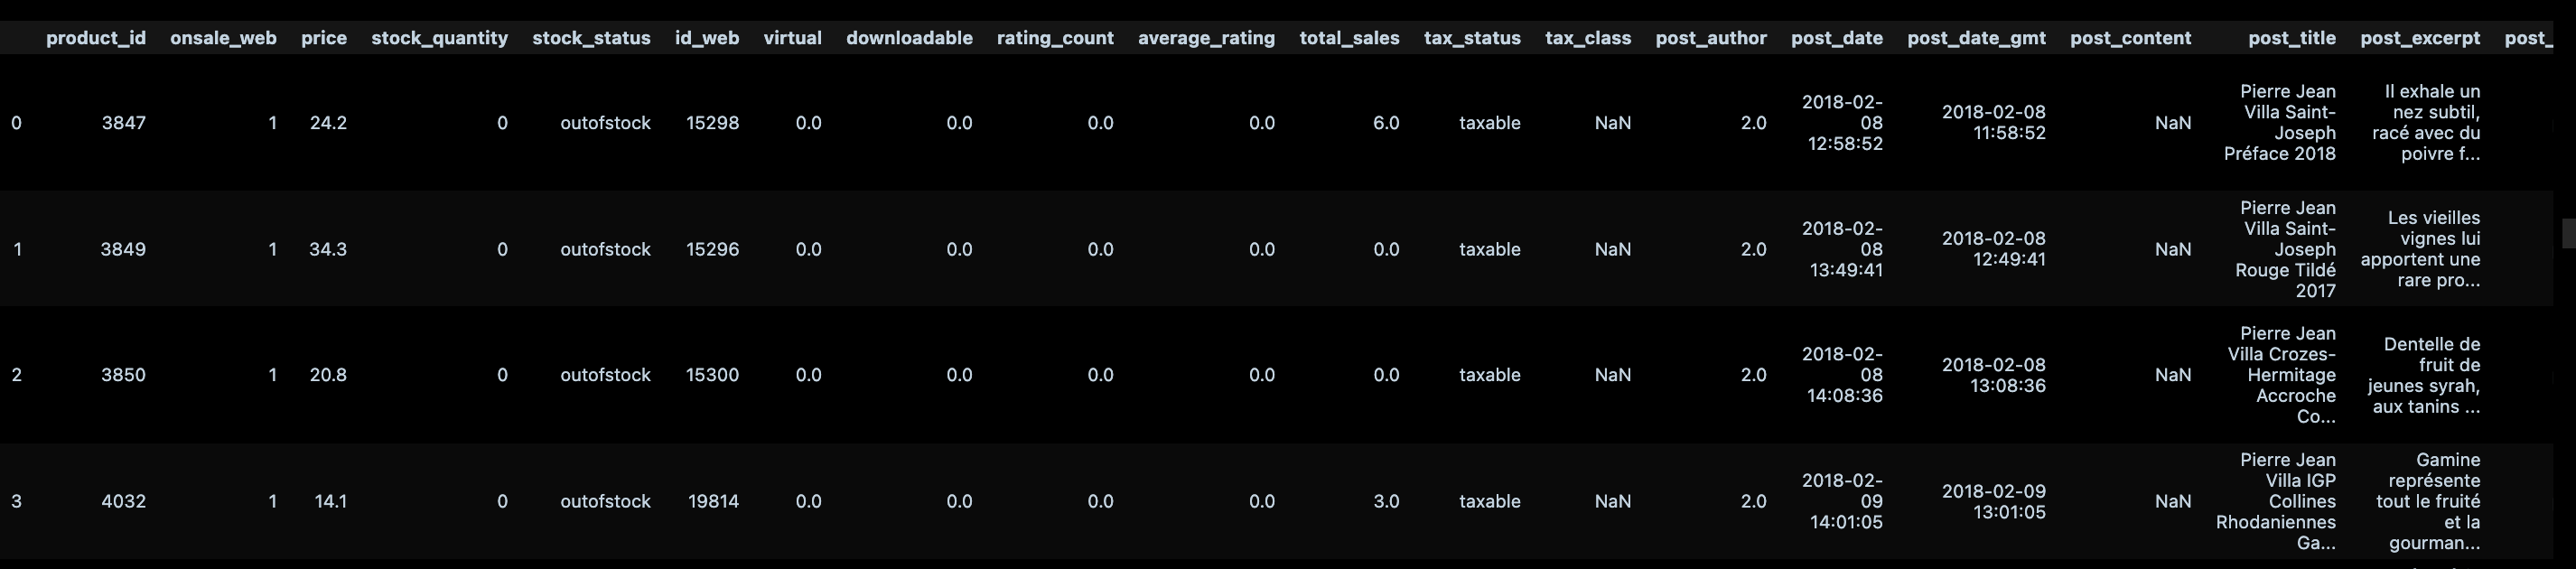 product_id onsale_web price stock_quantity stock_status id_web virtual downloadable rating_count average_rating total_sales tax_status tax_class post_author post_date post_date_gmt post_content post_title post_excerpt post_
0 3847 1 24.2 0 outofstock 15298 0.0 0.0 0.0 0.0 6.0 taxable NaN 2.0 2018-02-08 12:58:52 2018-02-08 11:58:52 NaN Pierre Jean Villa Saint-Joseph Préface 2018 Il exhale un nez subtil, racé avec du poivre f...
1 3849 1 34.3 0 outofstock 15296 0.0 0.0 0.0 0.0 0.0 taxable NaN 2.0 2018-02-08 13:49:41 2018-02-08 12:49:41 NaN Pierre Jean Villa Saint-Joseph Rouge Tildé 2017 Les vieilles vignes lui apportent une rare pro...
2 3850 1 20.8 0 outofstock 15300 0.0 0.0 0.0 0.0 0.0 taxable NaN 2.0 2018-02-08 14:08:36 2018-02-08 13:08:36 NaN Pierre Jean Villa Crozes-Hermitage Accroche Co... Dentelle de fruit de jeunes syrah, aux tanins ...
3 4032 1 14.1 0 outofstock 19814 0.0 0.0 0.0 0.0 3.0 taxable NaN 2.0 2018-02-09 14:01:05 2018-02-09 13:01:05 NaN Pierre Jean Villa IGP Collines Rhodaniennes Ga... Gamine représente tout le fruité et la gourman...